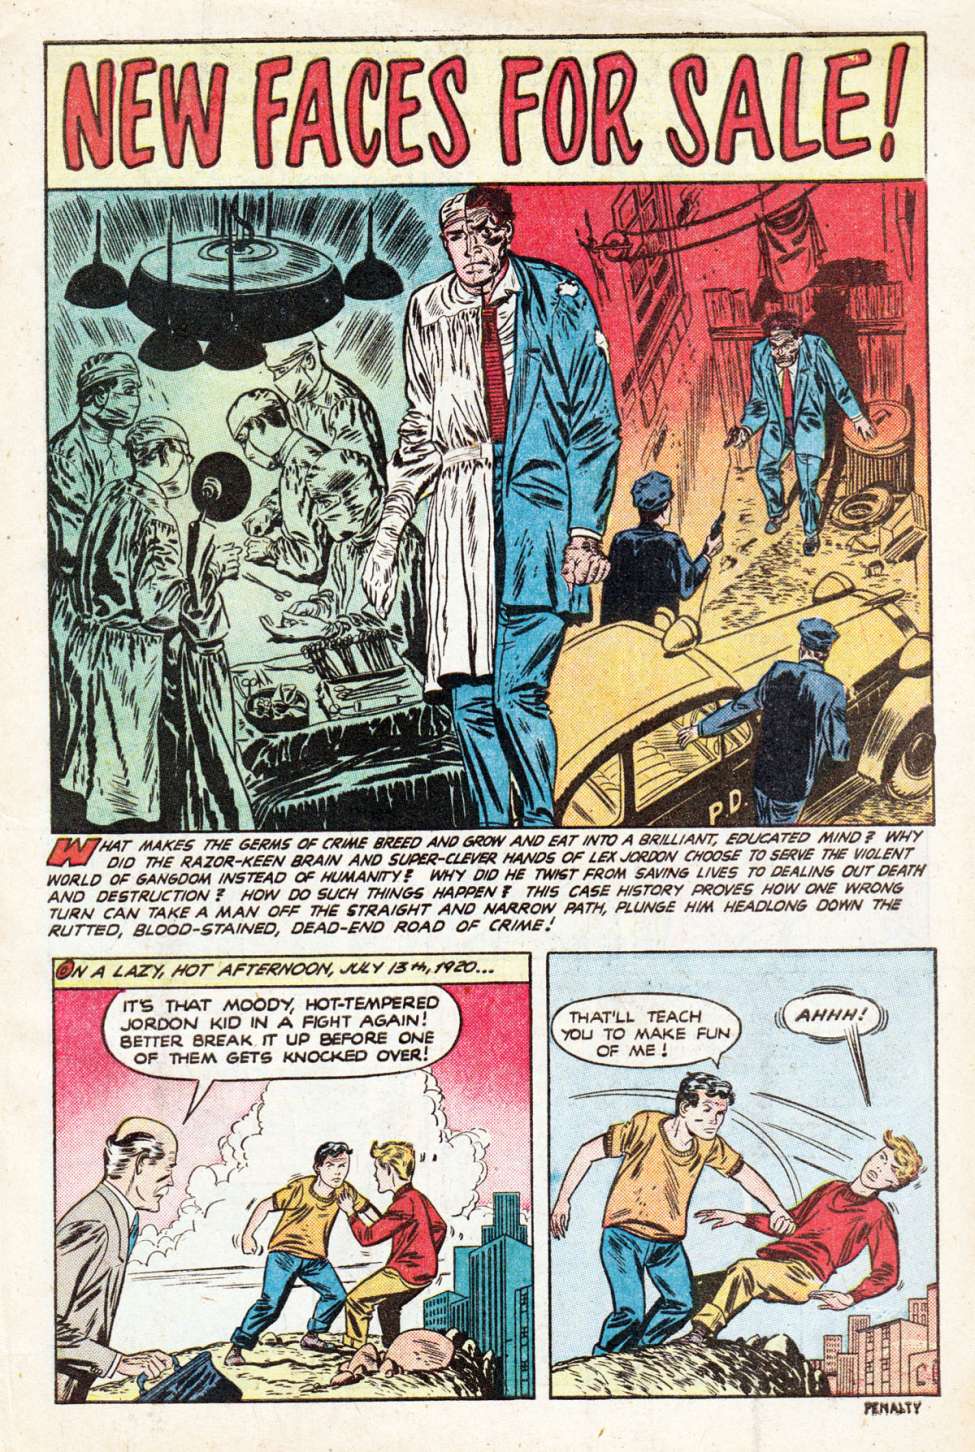 NEW FACES FOR SALE!
P.D.
WHAT MAKES THE GERMS OF CRIME BREED AND GROW AND EAT INTO A BRILLIANT, EDUCATED MIND? WHY
DID THE RAZOR-KEEN BRAIN AND SUPER-CLEVER HANDS OF LEX JORDON CHOOSE TO SERVE THE VIOLENT
WORLD OF GANGDOM INSTEAD OF HUMANITY? WHY DID HE TWIST FROM SAVING LIVES TO DEALING OUT DEATH
AND DESTRUCTION? HOW DO SUCH THINGS HAPPEN? THIS CASE HISTORY PROVES HOW ONE WRONG
TURN CAN TAKE A MAN OFF THE STRAIGHT AND NARROW PATH, PLUNGE HIM HEADLONG DOWN THE
RUTTED, BLOOD-STAINED, DEAD-END ROAD OF CRIME!
ON A LAZY, HOT AFTERNOON, JULY 13TH, 1920...
IT'S THAT MOODY, HOT-TEMPERED
JORDON KID IN A FIGHT AGAIN!
BETTER BREAK IT UP BEFORE ONE
OF THEM GETS KNOCKED OVER!
THAT'LL TEACH
YOU TO MAKE FUN
OF ME!
AHHH!
PENALTY